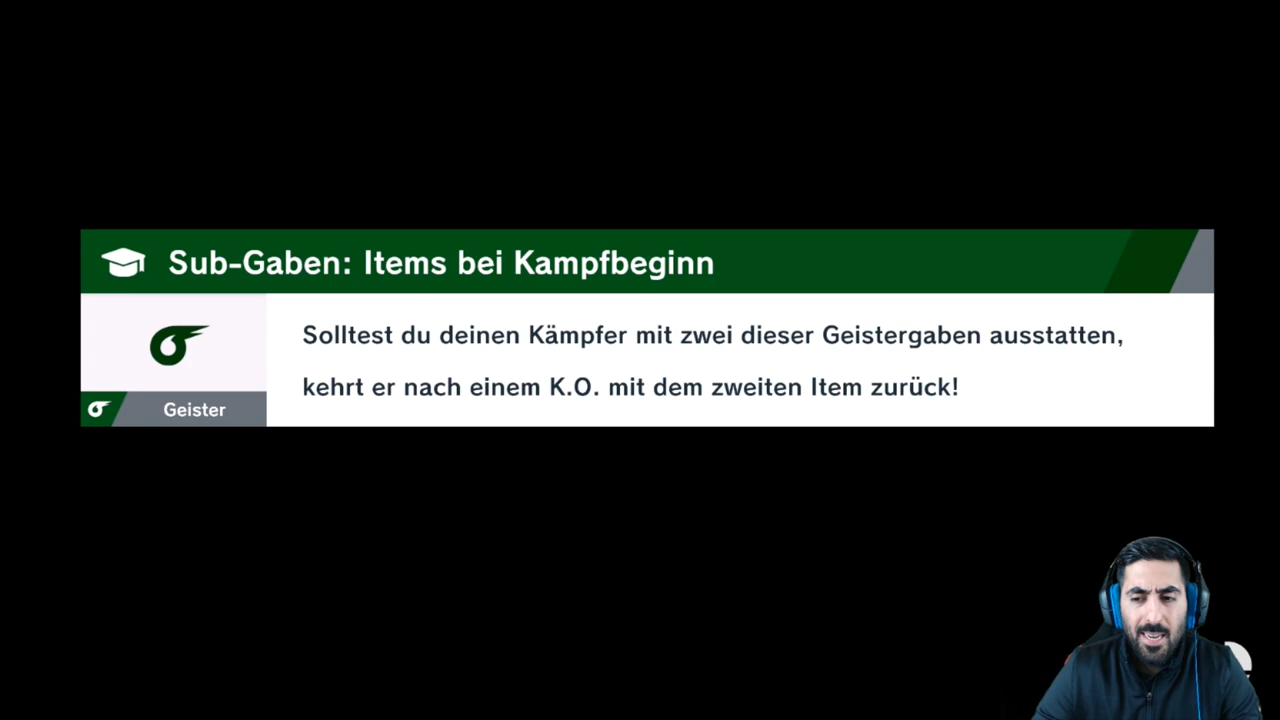 Sub-Gaben: Items bei Kampfbeginn
Solltest du deinen Kämpfer mit zwei dieser Geistergaben ausstatten,
kehrt er nach einem K.O. mit dem zweiten Item zurück!
Geister